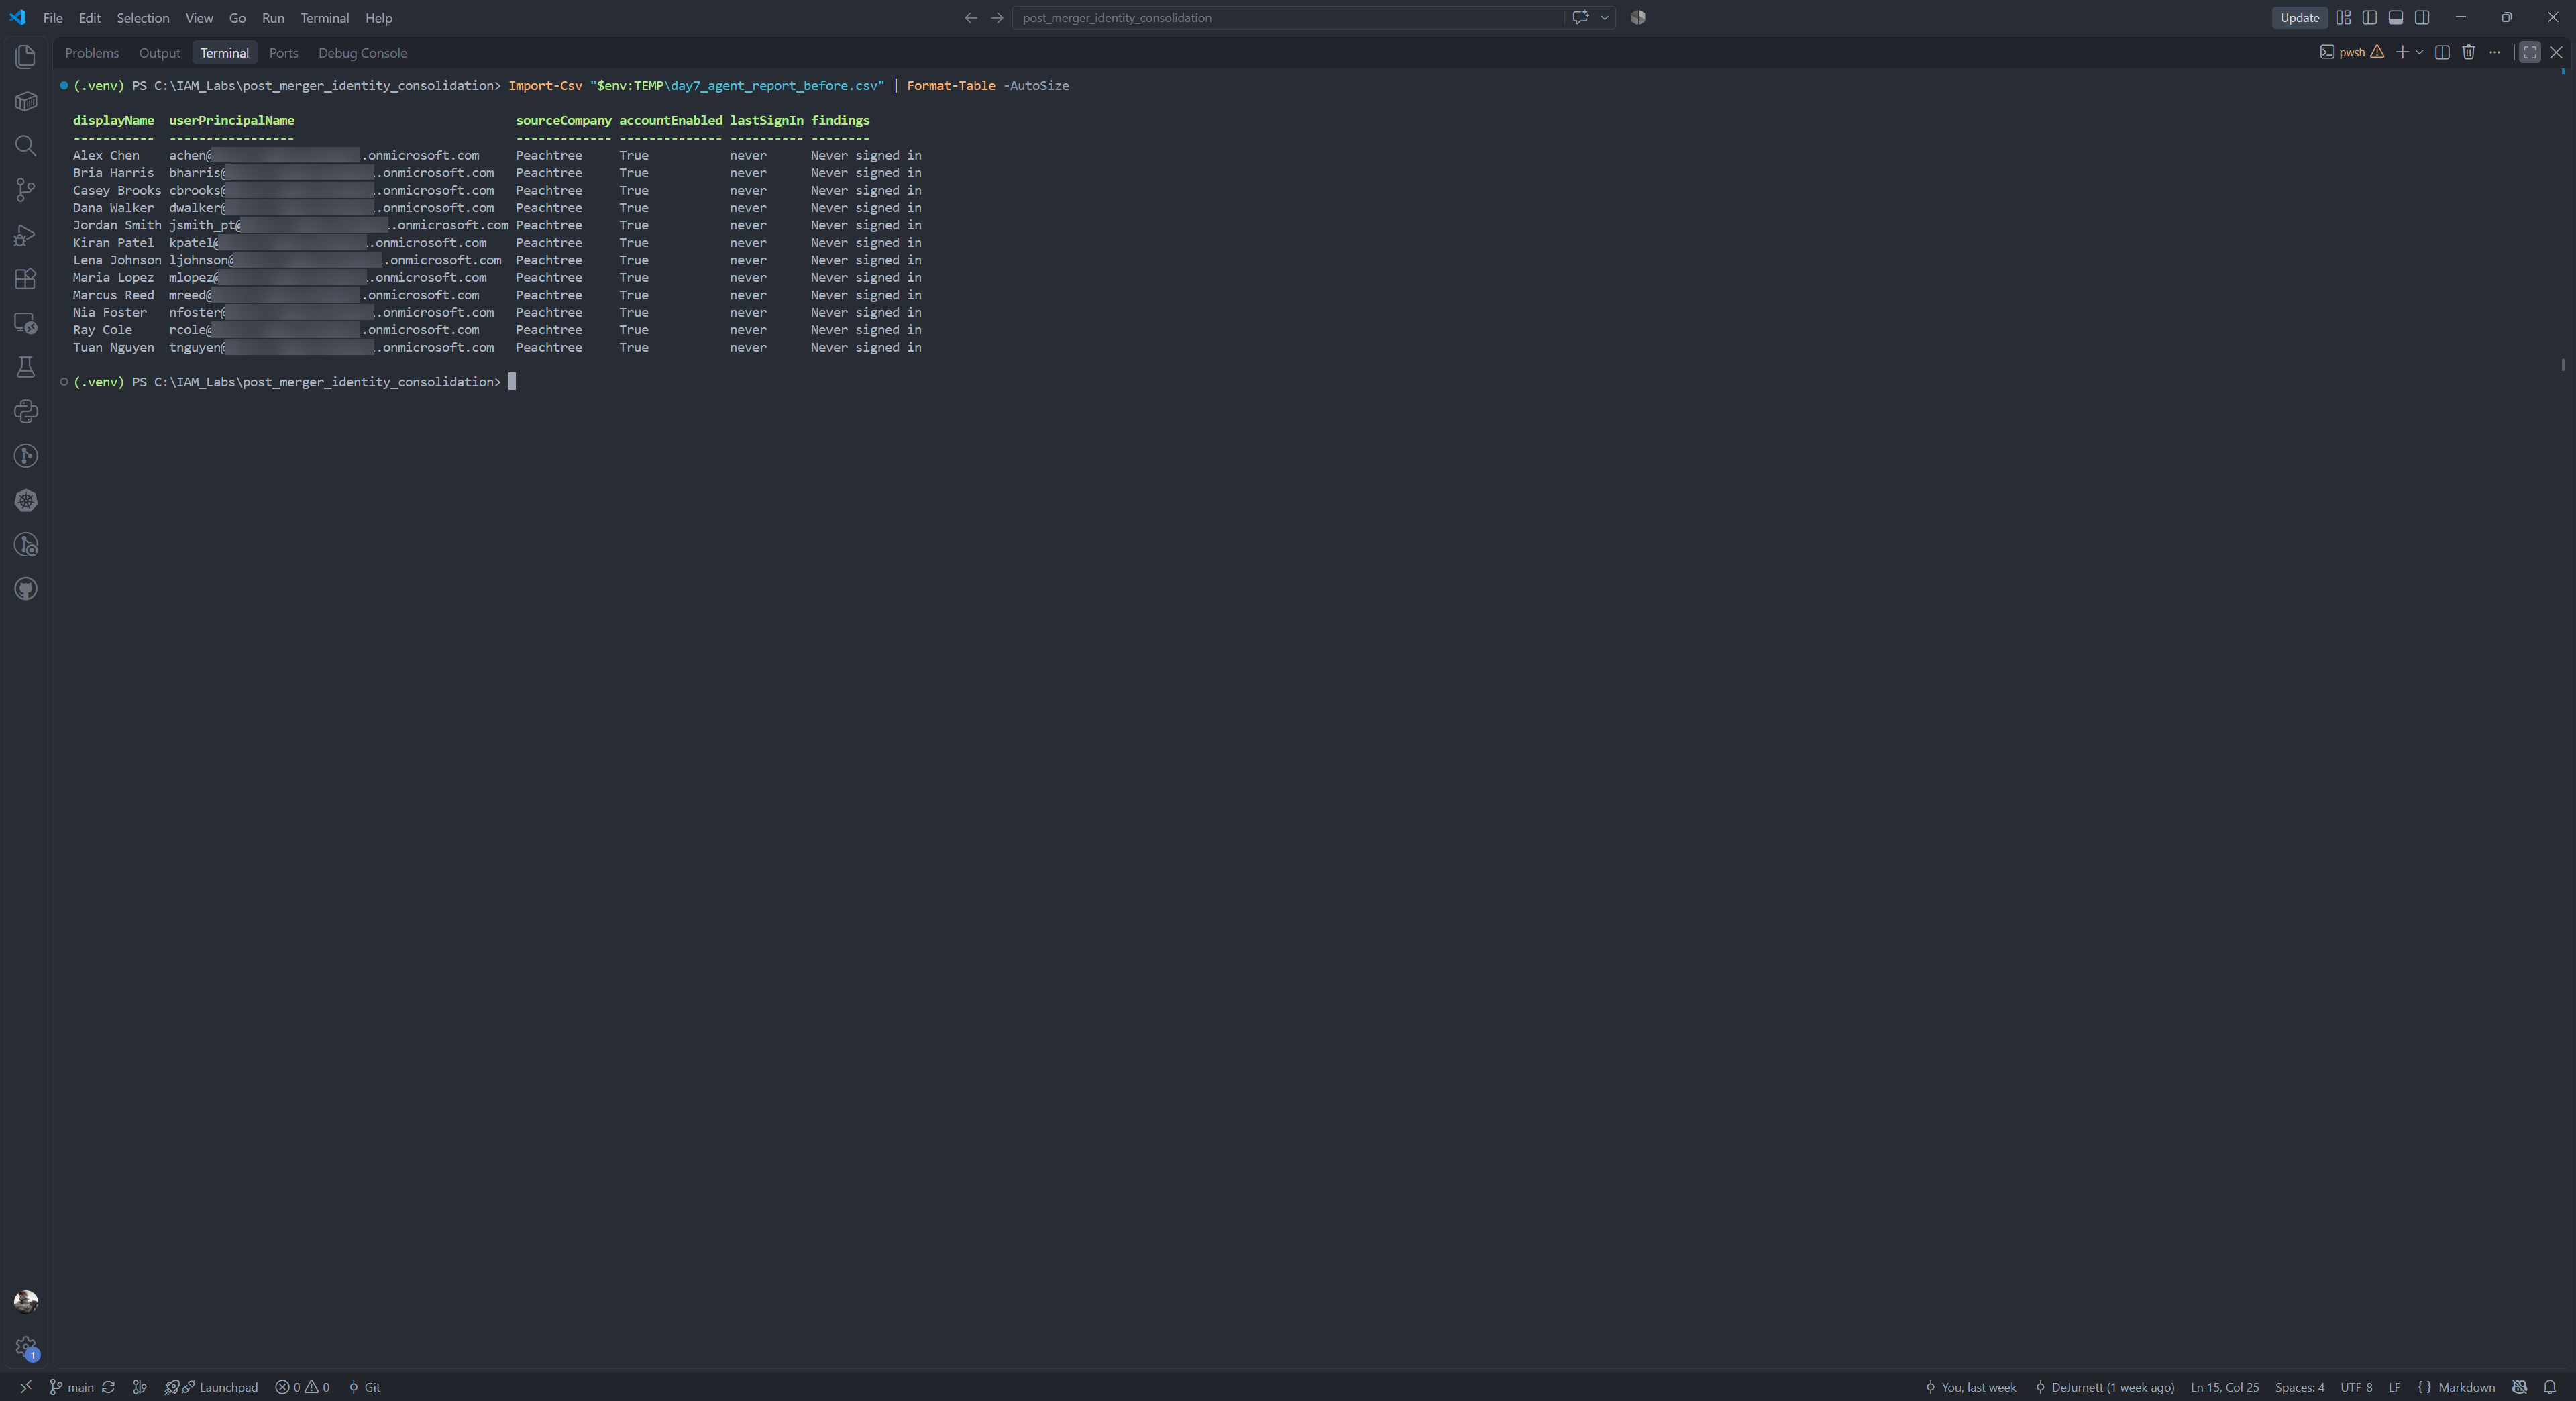 File Edit Selection View Go Run Terminal Help
post_merger_identity_consolidation
Update
Problems Output Terminal Ports Debug Console
pwsh
(.venv) PS C:\IAM_Labs\post_merger_identity_consolidation> Import-Csv "$env:TEMP\day7_agent_report_before.csv" | Format-Table -AutoSize
displayName userPrincipalName sourceCompany accountEnabled lastSignIn findings
----------- ----------------- ------------- -------------- ---------- --------
Alex Chen achen@ .onmicrosoft.com Peachtree True never Never signed in
Bria Harris bharris@ .onmicrosoft.com Peachtree True never Never signed in
Casey Brooks cbrooks@ .onmicrosoft.com Peachtree True never Never signed in
Dana Walker dwalker@ .onmicrosoft.com Peachtree True never Never signed in
Jordan Smith jsmith_pt@ .onmicrosoft.com Peachtree True never Never signed in
Kiran Patel kpatel@ .onmicrosoft.com Peachtree True never Never signed in
Lena Johnson ljohnson@ .onmicrosoft.com Peachtree True never Never signed in
Maria Lopez mlopez@ .onmicrosoft.com Peachtree True never Never signed in
Marcus Reed mreed@ .onmicrosoft.com Peachtree True never Never signed in
Nia Foster nfoster@ .onmicrosoft.com Peachtree True never Never signed in
Ray Cole rcole@ .onmicrosoft.com Peachtree True never Never signed in
Tuan Nguyen tnguyen@ .onmicrosoft.com Peachtree True never Never signed in
(.venv) PS C:\IAM_Labs\post_merger_identity_consolidation>
1
main Launchpad 0 0 Git You, last week DeJurnett (1 week ago) Ln 15, Col 25 Spaces: 4 UTF-8 LF { } Markdown